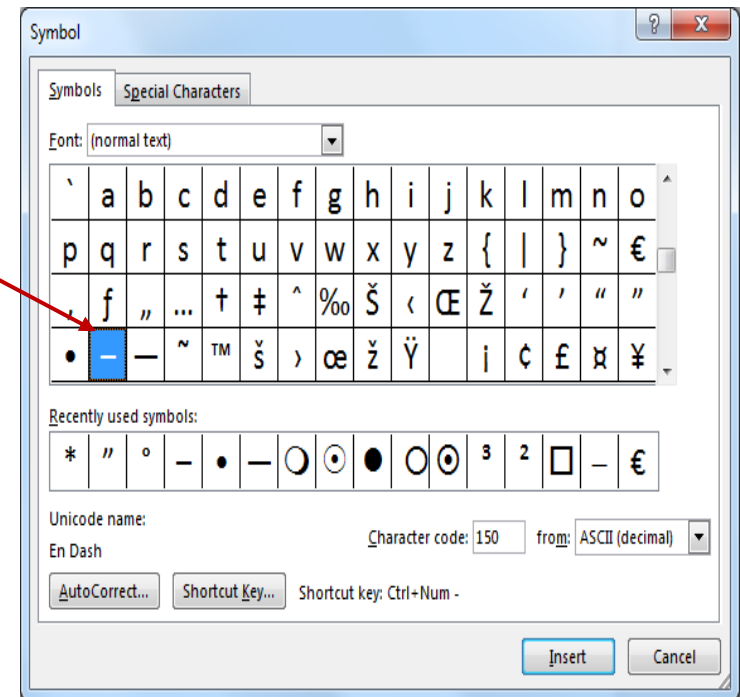 Symbol
Symbols Special Characters
Font: (normal text)
` a b c d e f g h i j k l m n o
p q r s t u v w x y z { | } ~ €
‚ ƒ „ … † ‡ ˆ ‰ Š ‹ Œ Ž ‘ ’ “ ”
• – — ˜ ™ š › œ ž Ÿ ¡ ¢ £ ¤ ¥
Recently used symbols:
* ” ° – • — ❍ ☉ ● ○ ⦿ ³ ² □ – €
Unicode name:
En Dash
Character code: 150 from: ASCII (decimal)
AutoCorrect... Shortcut Key... Shortcut key: Ctrl+Num -
Insert Cancel